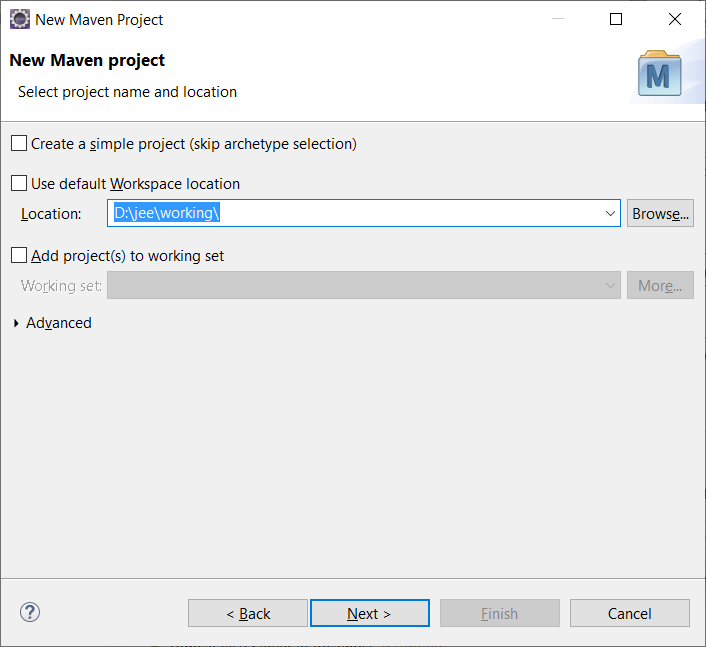 New Maven Project
New Maven project
Select project name and location
M
Create a simple project (skip archetype selection)
Use default Workspace location
Location: D:\jee\working\ Browse...
Add project(s) to working set
Working set: More...
Advanced
? < Back Next > Finish Cancel